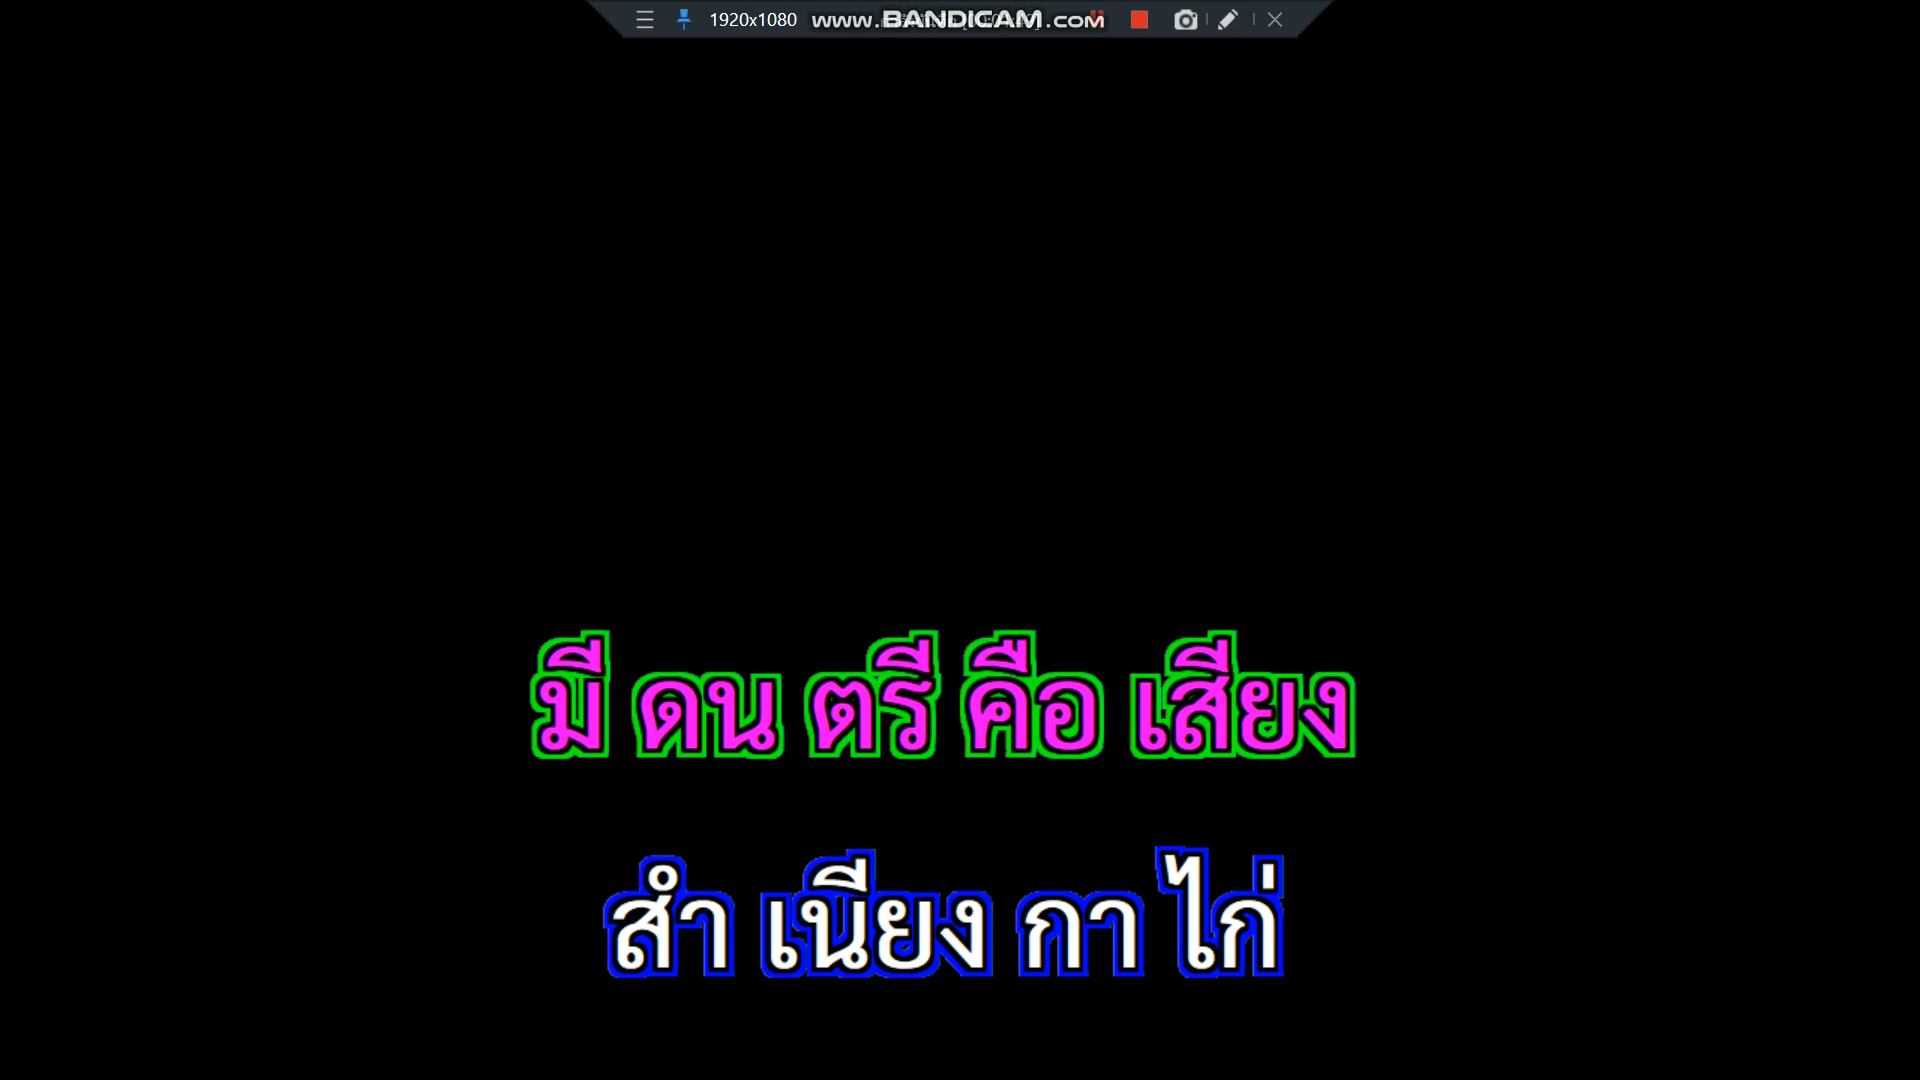 1920x1080 www.BANDICAM.com
มี ดน ตรี คือ เสียง
สำ เนียง กา ไก่